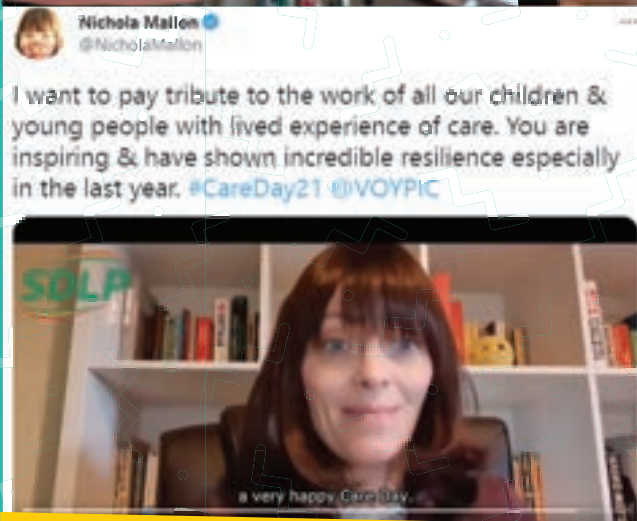 Nichola Mallon
@NicholaMallon
I want to pay tribute to the work of all our children &
young people with lived experience of care. You are
inspiring & have shown incredible resilience especially
in the last year. #CareDay21 @VOYPIC
SDLP
a very happy Care Day.